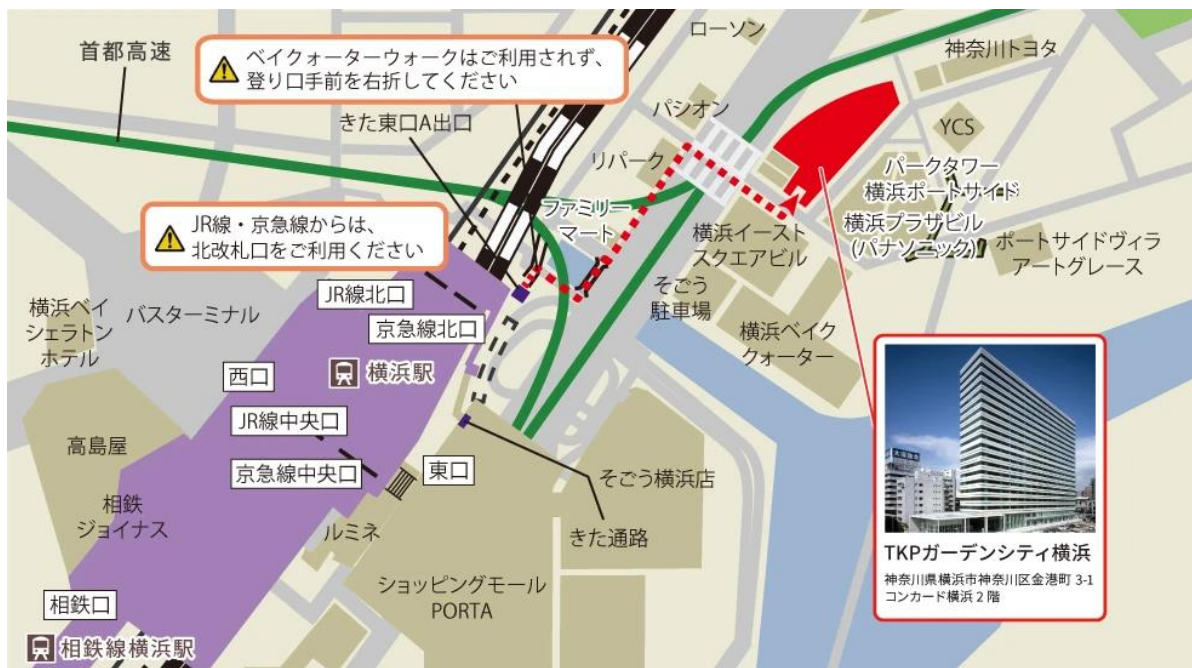 首都高速
ベイクォーターウォークはご利用されず、
登り口手前を右折してください
きた東口A出口
JR線・京急線からは、
北改札口をご利用ください
ローソン
神奈川トヨタ
パシオン
リパーク
YCS
パークタワー
横浜ポートサイド
ファミリー
マート
横浜イースト
スクエアビル
横浜プラザビル
(パナソニック)
ポートサイドヴィラ
アートグレース
そごう
駐車場
横浜ベイク
クォーター
JR線北口
京急線北口
横浜ベイ
シェラトン
ホテル
バスターミナル
西口
横浜駅
JR線中央口
京急線中央口
東口
高島屋
相鉄
ジョイナス
ルミネ
そごう横浜店
きた通路
ショッピングモール
PORTA
相鉄口
相鉄線横浜駅
TKPガーデンシティ横浜
神奈川県横浜市神奈川区金港町 3-1
コンカード横浜 2 階